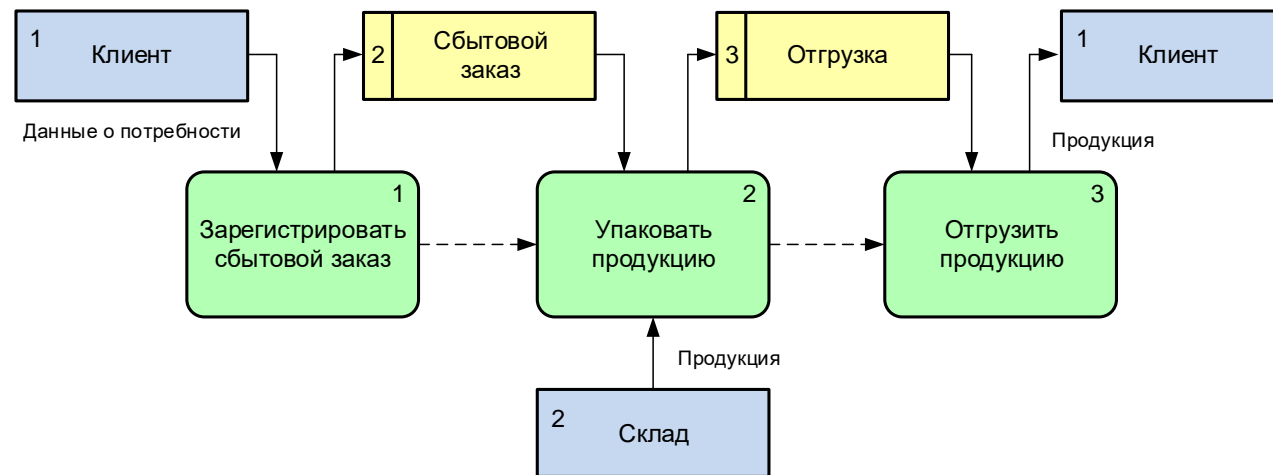 1
Клиент
2
Сбытовой
заказ
3
Отгрузка
1
Клиент
Данные о потребности
Продукция
1
Зарегистрировать
сбытовой заказ
2
Упаковать
продукцию
3
Отгрузить
продукцию
Продукция
2
Склад